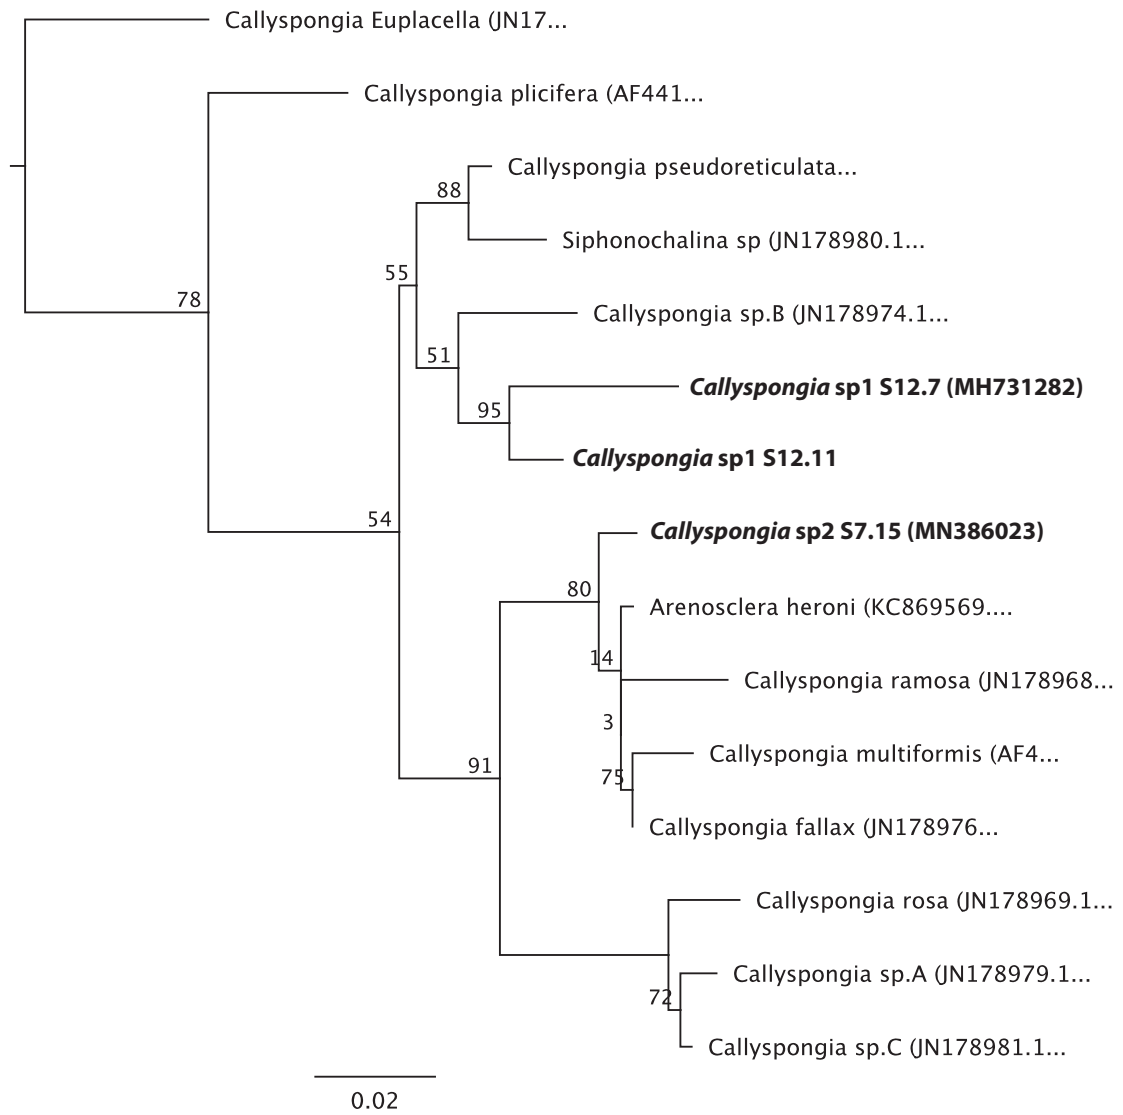 Callyspongia Euplacella (JN17...
Callyspongia plicifera (AF441...
Callyspongia pseudoreticulata...
88
Siphonochalina sp (JN178980.1...
55
78
Callyspongia sp.B (JN178974.1...
51
Callyspongia sp1 S12.7 (MH731282)
95
Callyspongia sp1 S12.11
54
Callyspongia sp2 S7.15 (MN386023)
80
Arenosclera heroni (KC869569....
14
Callyspongia ramosa (JN178968...
3
Callyspongia multiformis (AF4...
91
75
Callyspongia fallax (JN178976...
Callyspongia rosa (JN178969.1...
Callyspongia sp.A (JN178979.1...
72
Callyspongia sp.C (JN178981.1...
0.02